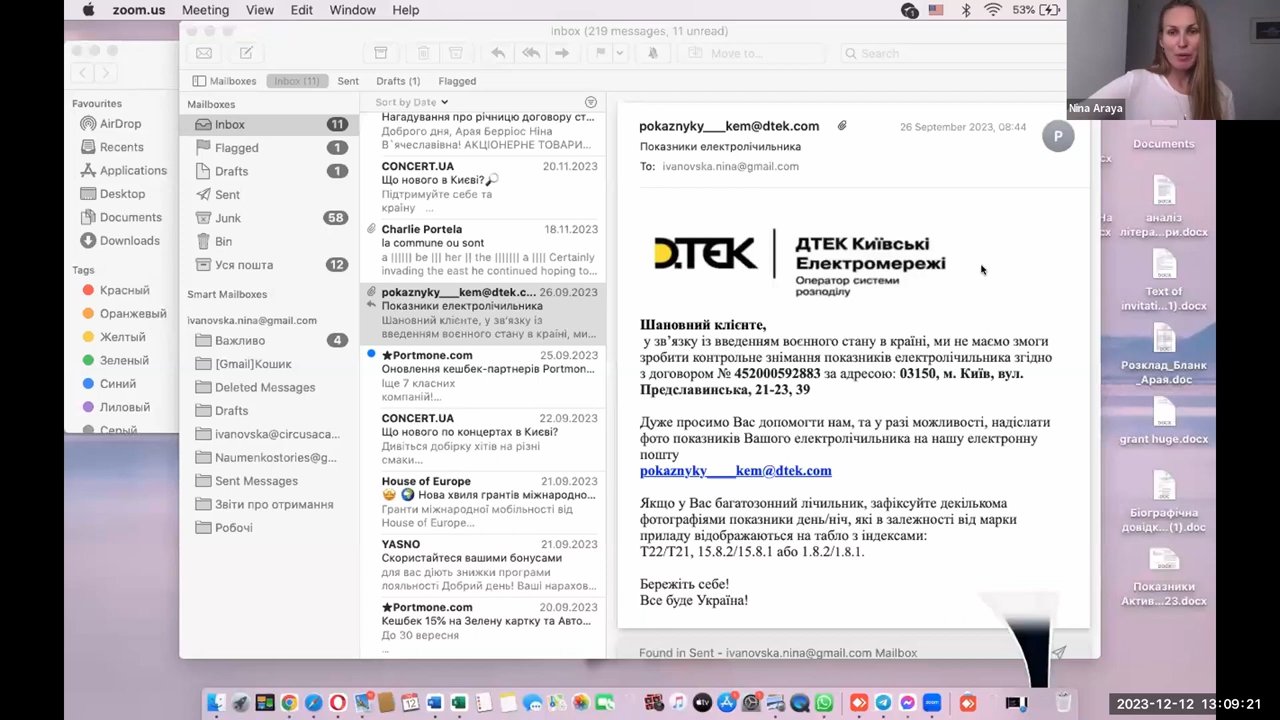 zoom.us Meeting View Edit Window Help
53%
Inbox (219 messages, 11 unread)
Move to...
Search
Mailboxes Inbox (11) Sent Drafts (1) Flagged
Nina Araya
Favourites
AirDrop
Recents
Applications
Desktop
Documents
Downloads
Tags
Красный
Оранжевый
Желтый
Зеленый
Синий
Лиловый
Серый
Mailboxes
Inbox 11
Flagged 1
Drafts 1
Sent
Junk 58
Bin
Уся пошта 12
Smart Mailboxes
ivanovska.nina@gmail.com
Важливо 4
[Gmail]Кошик
Deleted Messages
Drafts
ivanovska@circusaca...
Naumenkostories@g...
Sent Messages
Звіти про отримання
Робочі
Sort by Date
Нагадування про річницю договору ст...
Доброго дня, Арая Берріос Ніна
В`ячеславівна! АКЦІОНЕРНЕ ТОВАРИ...
CONCERT.UA 20.11.2023
Що нового в Києві?
Підтримуйте себе та
країну ...
Charlie Portela 18.11.2023
la commune ou sont
a |||||| be ||| her || the ||||||| a |||| Certainly
invading the east he continued hoping to...
pokaznyky___kem@dtek.c... 26.09.2023
Показники електролічильника
Шановний клієнте, у зв'язку із
введенням воєнного стану в країні, ми...
★Portmone.com 25.09.2023
Оновлення кешбек-партнерів Portmon...
Іще 7 класних
компаній!...
CONCERT.UA 22.09.2023
Що нового по концертах в Києві?
Дивіться добірку хітів на різні
смаки...
House of Europe 21.09.2023
Нова хвиля грантів міжнародно...
Гранти міжнародної мобільності від
House of Europe...
YASNO 21.09.2023
Скористайтеся вашими бонусами
для вас діють знижки програми
лояльності Добрий день! Ваші нарахов...
★Portmone.com 20.09.2023
Кешбек 15% на Зелену картку та Авто...
До 30 вересня
...
pokaznyky___kem@dtek.com
26 September 2023, 08:44
P
Показники електролічильника
To: ivanovska.nina@gmail.com
ДТЕК
ДТЕК Київські
Електромережі
Оператор системи
розподілу
Шановний клієнте,
у зв’язку із введенням воєнного стану в країні, ми не маємо змоги
зробити контрольне знімання показників електролічильника згідно
з договором № 452000592883 за адресою: 03150, м. Київ, вул.
Предславинська, 21-23, 39
Дуже просимо Вас допомогти нам, та у разі можливості, надіслати
фото показників Вашого електролічильника на нашу електронну
пошту
pokaznyky___kem@dtek.com
Якщо у Вас багатозонний лічильник, зафіксуйте декількома
фотографіями показники день/ніч, які в залежності від марки
приладу відображаються на табло з індексами:
T22/T21, 15.8.2/15.8.1 або 1.8.2/1.8.1.
Бережіть себе!
Все буде Україна!
Found in Sent - ivanovska.nina@gmail.com Mailbox
Documents
аналіз
літера...ри.docx
Text of
invitati...1).docx
Розклад_Бланк
_Арая.doc
grant huge.docx
Біографічна
довідк...(1).docx
Показники
Актив...23.docx
2023-12-12 13:09:21